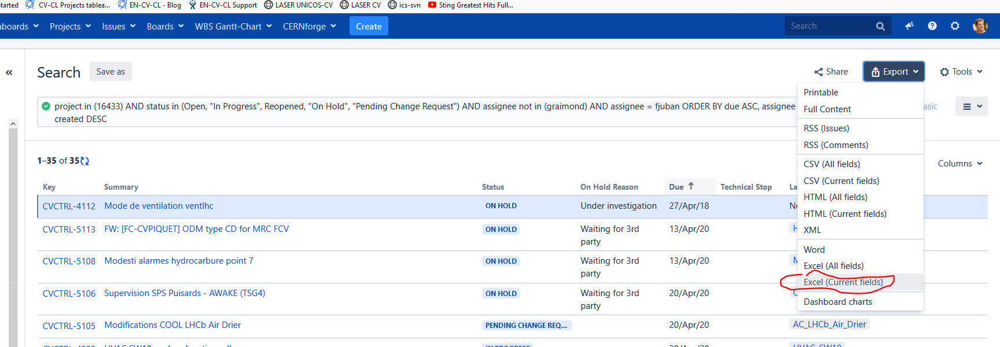 tarted CV-CL Projects tablea... EN-CV-CL - Blog EN-CV-CL Support LASER UNICOS-CV LASER CV ics-svn Sting Greatest Hits Full...
boards Projects Issues Boards WBS Gantt-Chart CERNforge Create Search
Search Save as Share Export Tools
project in (16433) AND status in (Open, "In Progress", Reopened, "On Hold", "Pending Change Request") AND assignee not in (graimond) AND assignee = fjuban ORDER BY due ASC, assignee
created DESC
asic
Printable
Full Content
RSS (Issues)
RSS (Comments)
CSV (All fields)
CSV (Current fields)
HTML (All fields)
HTML (Current fields)
XML
Word
Excel (All fields)
Excel (Current fields)
Dashboard charts
1–35 of 35
Columns
Key Summary Status On Hold Reason Due Technical Stop La
CVCTRL-4112 Mode de ventilation ventlhc ON HOLD Under investigation 27/Apr/18 No
CVCTRL-5113 FW: [FC-CVPIQUET] ODM type CD for MRC FCV ON HOLD Waiting for 3rd party 13/Apr/20 H
CVCTRL-5108 Modesti alarmes hydrocarbure point 7 ON HOLD Waiting for 3rd party 13/Apr/20 M
CVCTRL-5106 Supervision SPS Puisards - AWAKE (TSG4) ON HOLD Waiting for 3rd party 20/Apr/20 C
CVCTRL-5105 Modifications COOL LHCb Air Drier PENDING CHANGE REQ... 20/Apr/20 AC_LHCb_Air_Drier
IN PROGRESS